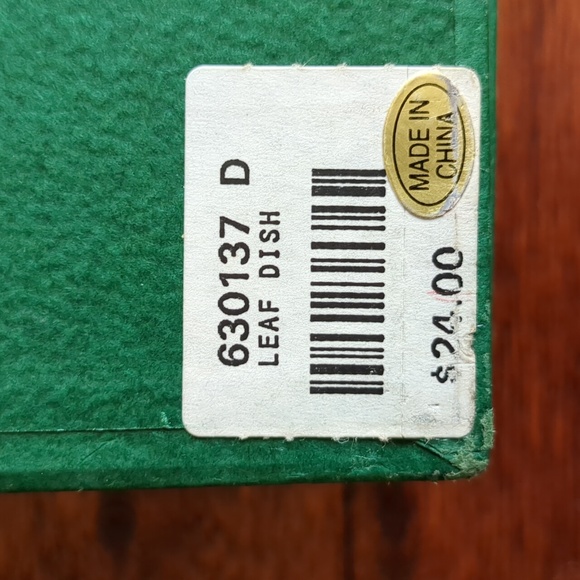 630137 D
LEAF DISH
$24.00
MADE IN
CHINA